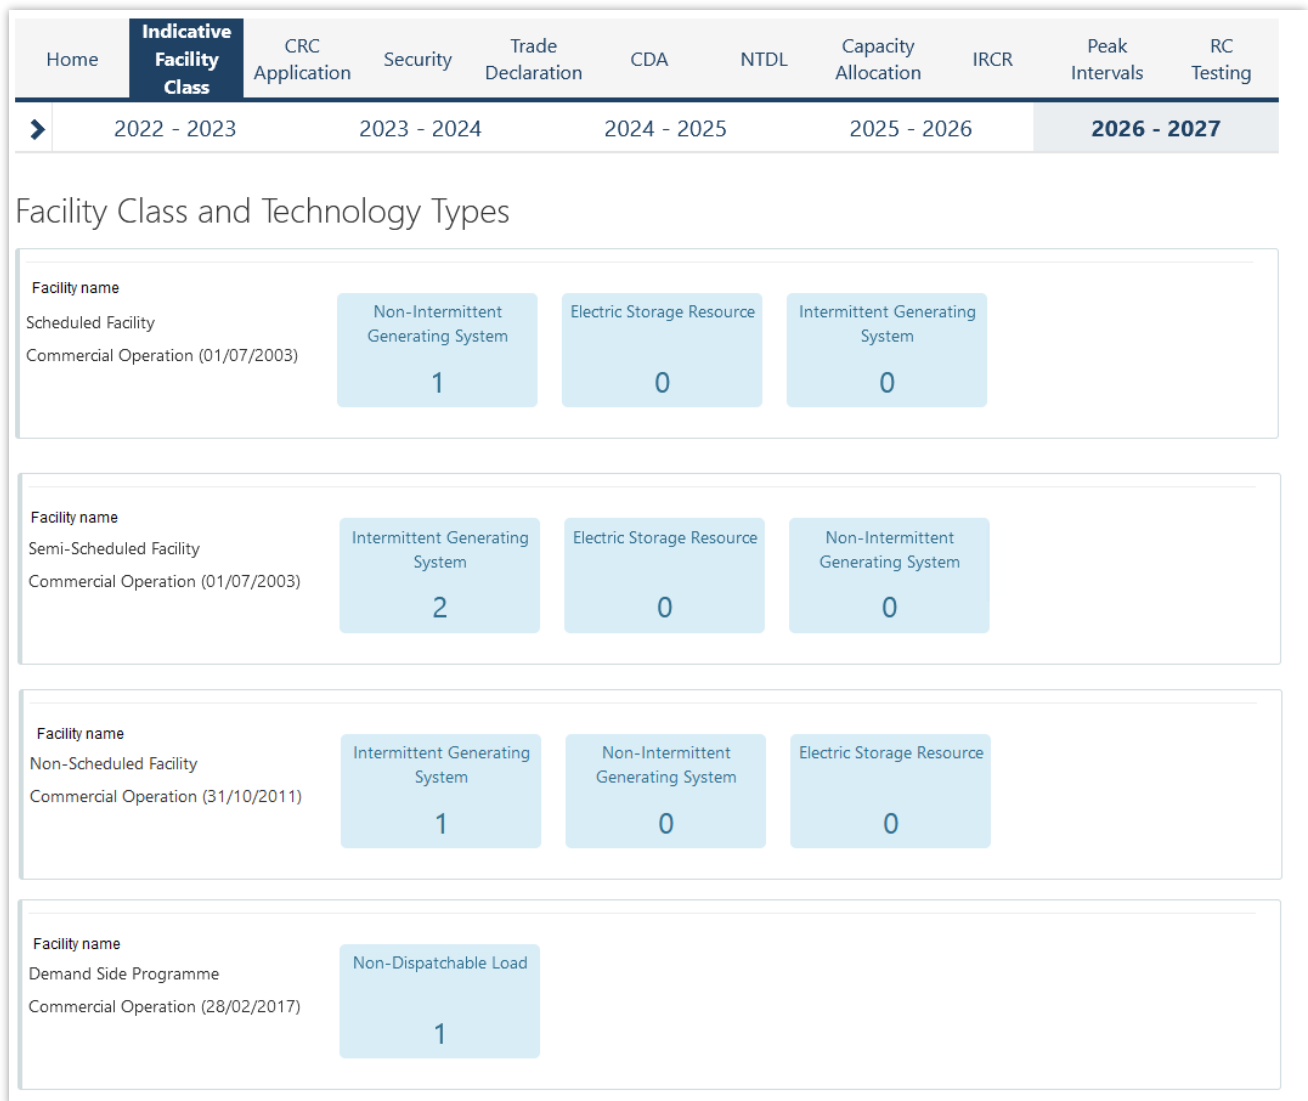 Home
Indicative
Facility
Class
CRC
Application
Security
Trade
Declaration
CDA
NTDL
Capacity
Allocation
IRCR
Peak
Intervals
RC
Testing
2022 - 2023
2023 - 2024
2024 - 2025
2025 - 2026
2026 - 2027
Facility Class and Technology Types
Facility name
Scheduled Facility
Commercial Operation (01/07/2003)
Non-Intermittent
Generating System
1
Electric Storage Resource
0
Intermittent Generating
System
0
Facility name
Semi-Scheduled Facility
Commercial Operation (01/07/2003)
Intermittent Generating
System
2
Electric Storage Resource
0
Non-Intermittent
Generating System
0
Facility name
Non-Scheduled Facility
Commercial Operation (31/10/2011)
Intermittent Generating
System
1
Non-Intermittent
Generating System
0
Electric Storage Resource
0
Facility name
Demand Side Programme
Commercial Operation (28/02/2017)
Non-Dispatchable Load
1